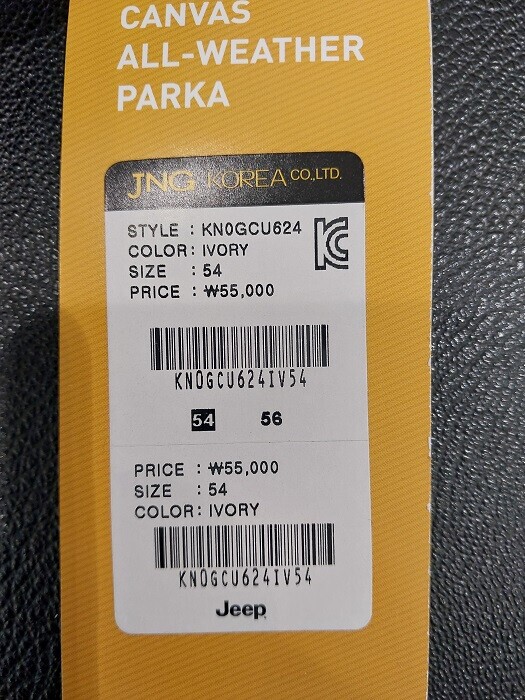 CANVAS
ALL-WEATHER
PARKA
JNG KOREA CO.,LTD.
STYLE : KN0GCU624
COLOR : IVORY
SIZE : 54
PRICE : ₩55,000
KN0GCU624IV54
54 56
PRICE : ₩55,000
SIZE : 54
COLOR : IVORY
KN0GCU624IV54
Jeep